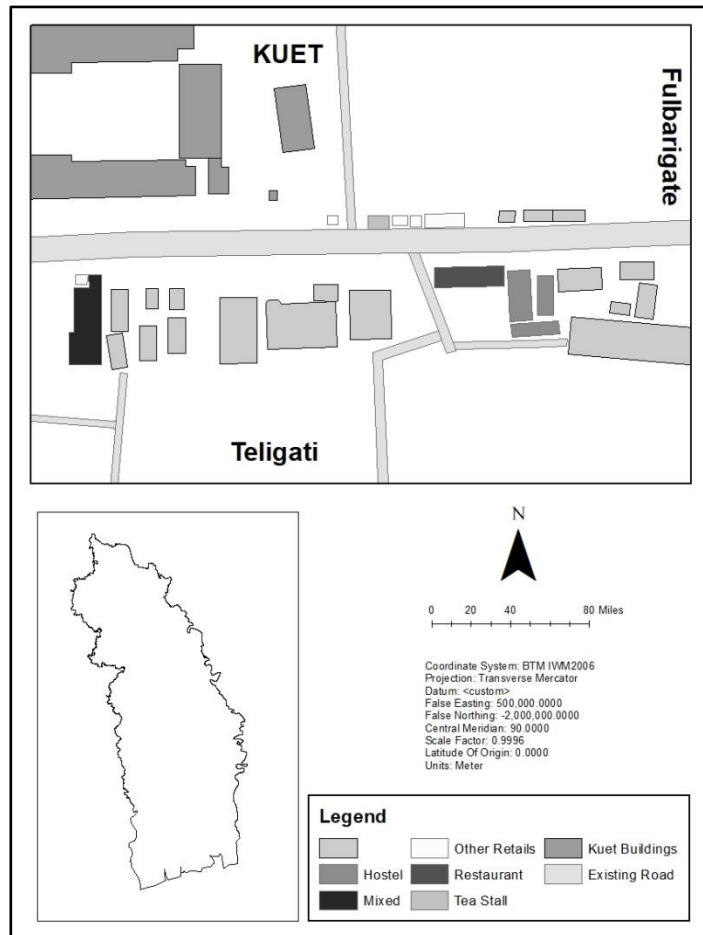 KUET
Fulbarigate
Teligati
N
0 20 40 80 Miles
Coordinate System: BTM IWM2006
Projection: Transverse Mercator
Datum: <custom>
False Easting: 500,000.0000
False Northing: -2,000,000.0000
Central Meridian: 90.0000
Scale Factor: 0.9996
Latitude Of Origin: 0.0000
Units: Meter
Legend
Other Retails Kuet Buildings
Hostel Restaurant Existing Road
Mixed Tea Stall